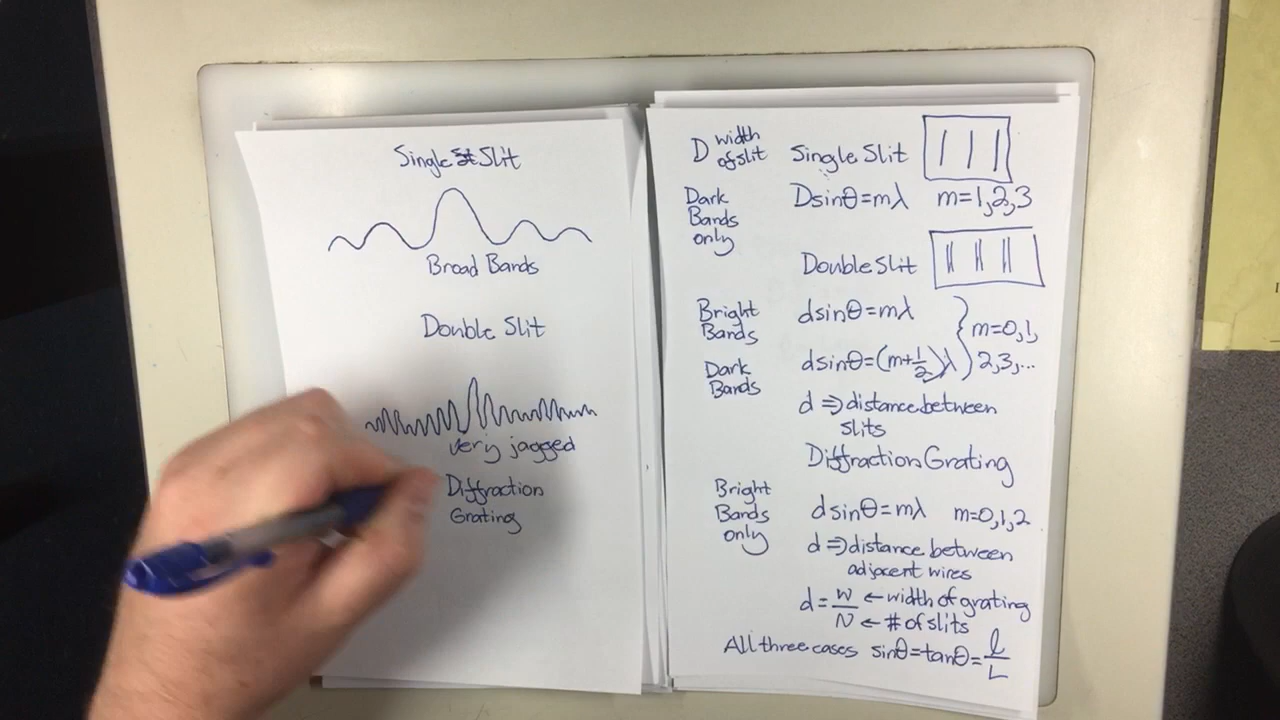 Single Slit
Broad Bands
Double Slit
Very jagged
Diffraction
Grating
D width
of slit
Single Slit
Dark
Bands
only
Dsinθ=mλ m=1,2,3
Double Slit
Bright
Bands
dsinθ=mλ
m=0,1,
2,3,...
Dark
Bands
dsinθ=(m+1/2)λ
d ⇒ distance between
slits
Diffraction Grating
Bright
Bands
only
dsinθ=mλ m=0,1,2
d ⇒ distance between
adjacent wires
d=W/N ← width of grating
← # of slits
All three cases sinθ=tanθ=l/L